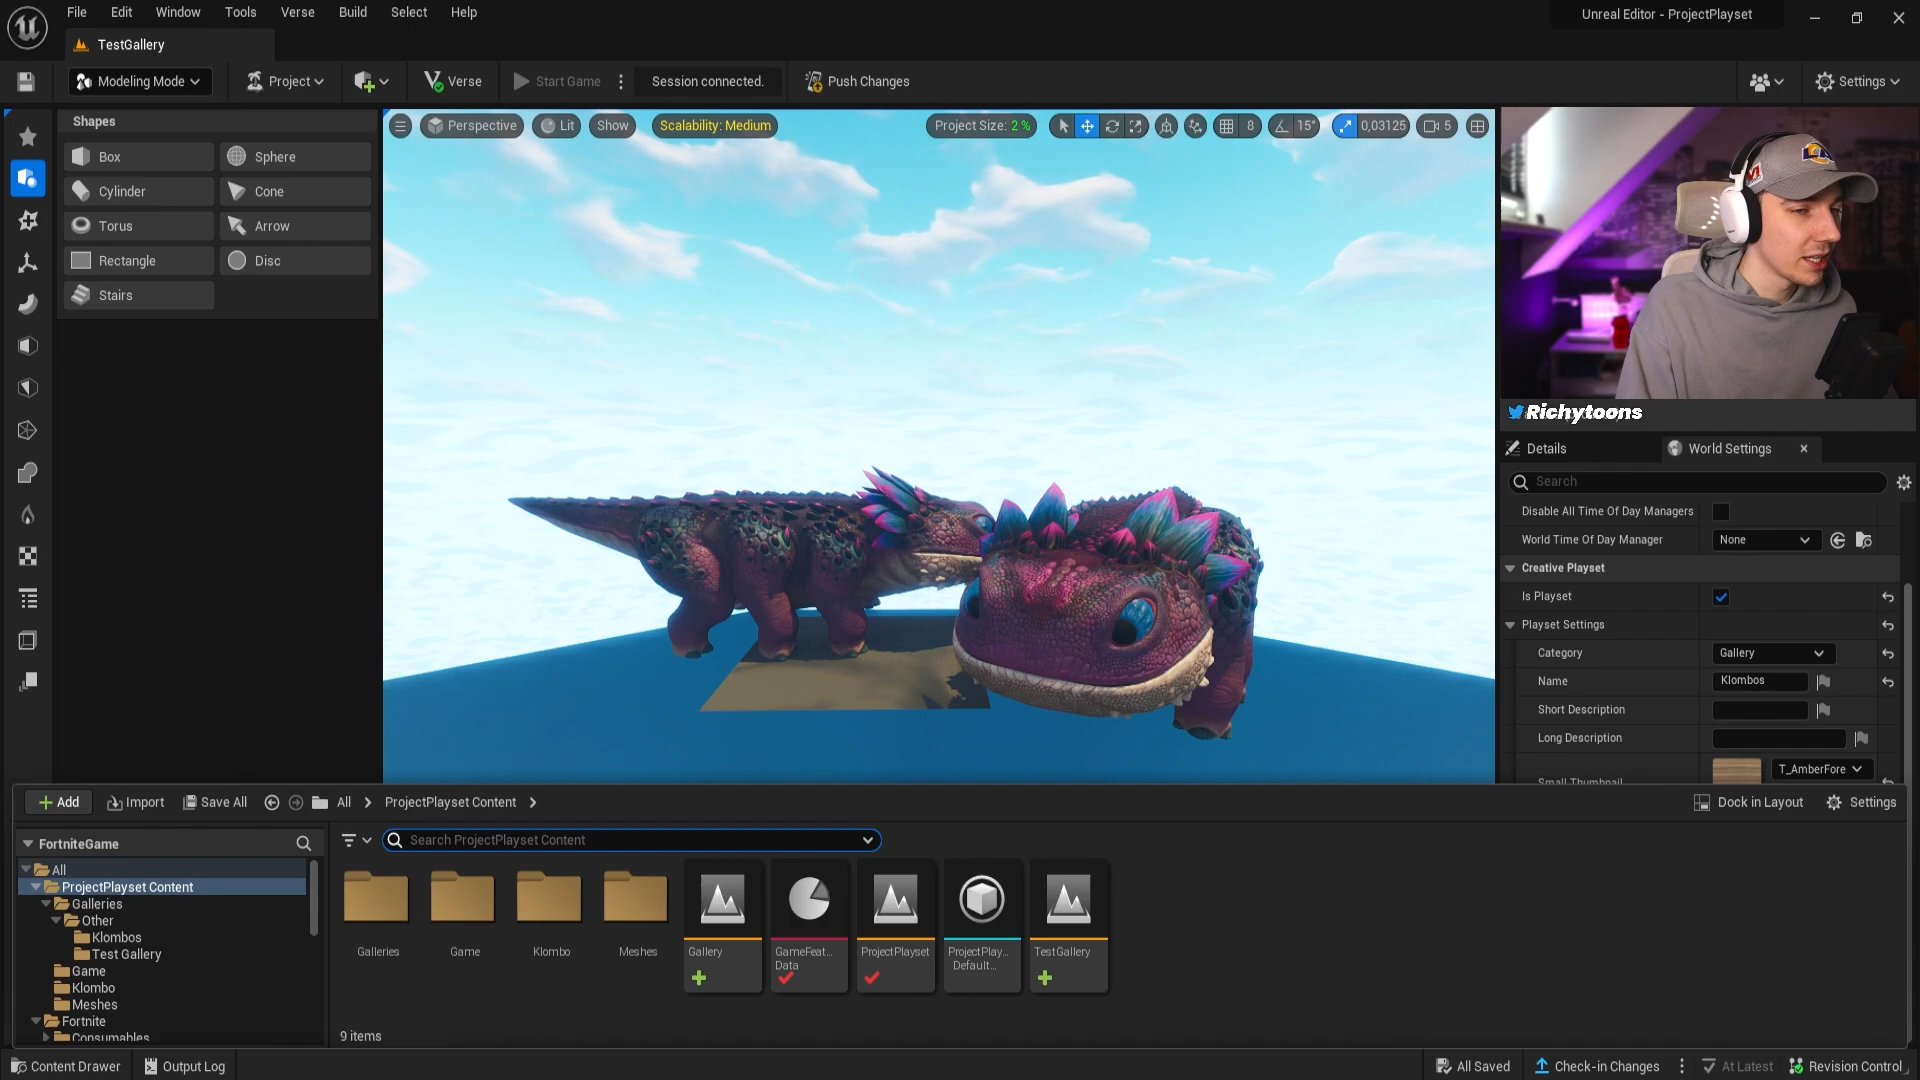 File Edit Window Tools Verse Build Select Help
Unreal Editor - ProjectPlayset
TestGallery
Modeling Mode
Project
Verse
Start Game
Session connected.
Push Changes
Settings
Shapes
Box
Sphere
Cylinder
Cone
Torus
Arrow
Rectangle
Disc
Stairs
Perspective
Lit
Show
Scalability: Medium
Project Size: 2 %
8
15°
0,03125
5
Richytoons
Details
World Settings
Search
Disable All Time Of Day Managers
World Time Of Day Manager
None
Creative Playset
Is Playset
Playset Settings
Category
Gallery
Name
Klombos
Short Description
Long Description
Small Thumbnail
T_AmberFore
Add
Import
Save All
All
ProjectPlayset Content
Dock in Layout
Settings
FortniteGame
All
ProjectPlayset Content
Galleries
Other
Klombos
Test Gallery
Game
Klombo
Meshes
Fortnite
Consumables
Search ProjectPlayset Content
Galleries
Game
Klombo
Meshes
Gallery
GameFeat...
Data
ProjectPlayset
ProjectPlay...
Default...
TestGallery
9 items
Content Drawer
Output Log
All Saved
Check-in Changes
At Latest
Revision Control